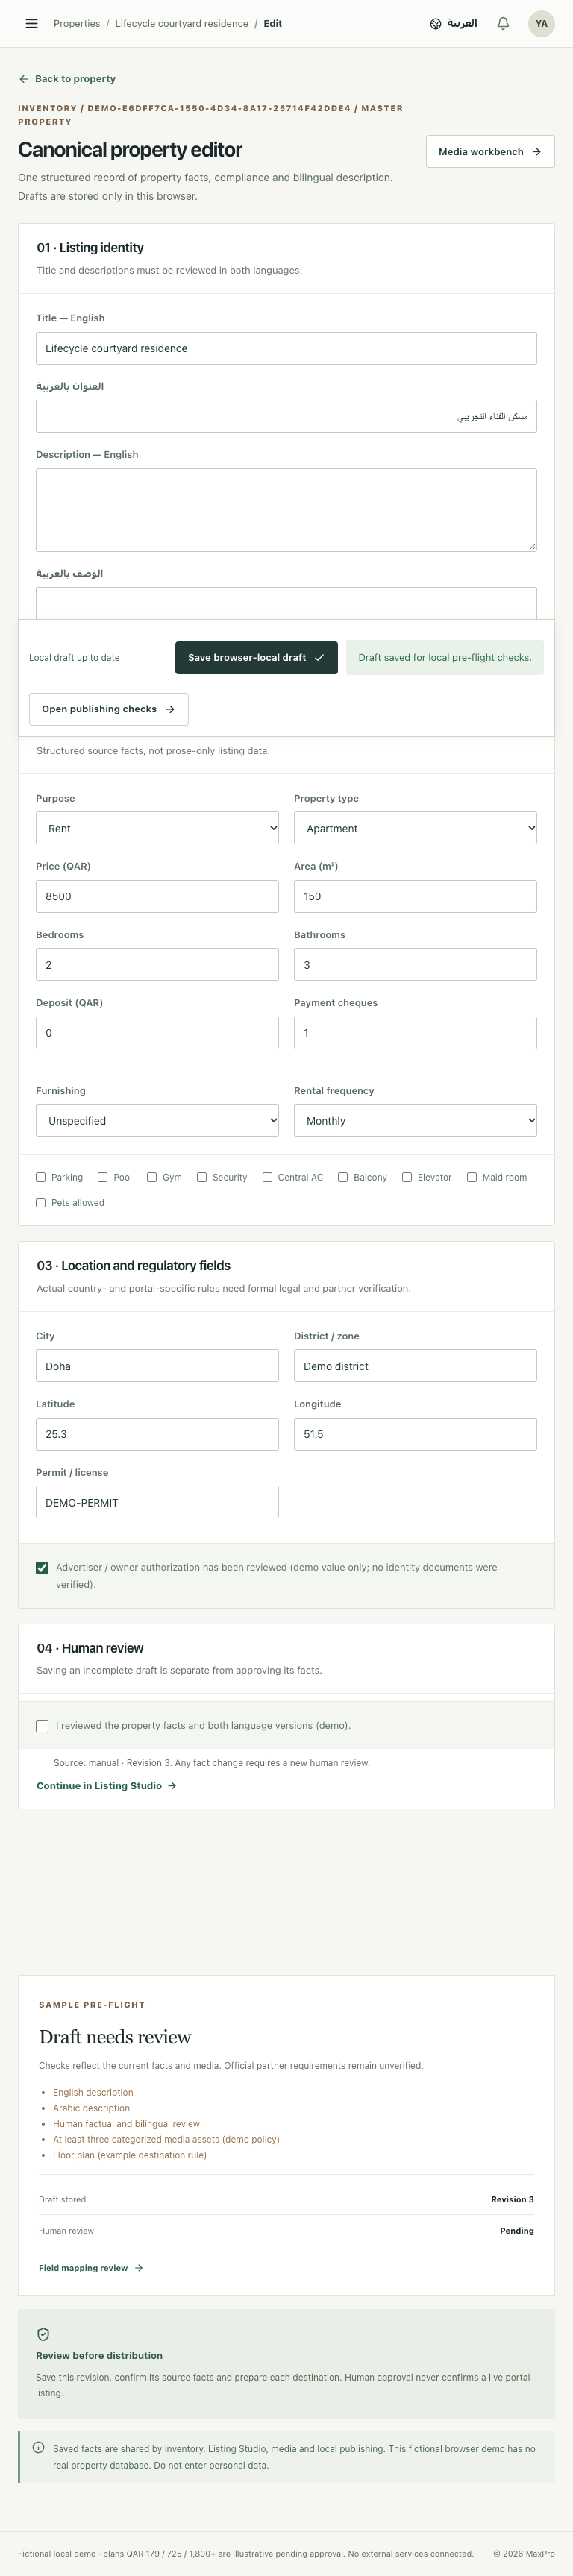 Properties / Lifecycle courtyard residence / Edit
العربية
YA
Back to property
INVENTORY / DEMO-E6DFF7CA-1550-4D34-8A17-25714F42DDE4 / MASTER
PROPERTY
Canonical property editor
Media workbench
One structured record of property facts, compliance and bilingual description.
Drafts are stored only in this browser.
01 · Listing identity
Title and descriptions must be reviewed in both languages.
Title — English
Lifecycle courtyard residence
العنوان بالعربية
مسكن الفناء التجريبي
Description — English
الوصف بالعربية
Local draft up to date
Save browser-local draft
Draft saved for local pre-flight checks.
Open publishing checks
Structured source facts, not prose-only listing data.
Purpose
Property type
Rent
Apartment
Price (QAR)
Area (m²)
8500
150
Bedrooms
Bathrooms
2
3
Deposit (QAR)
Payment cheques
0
1
Furnishing
Rental frequency
Unspecified
Monthly
Parking Pool Gym Security Central AC Balcony Elevator Maid room
Pets allowed
03 · Location and regulatory fields
Actual country- and portal-specific rules need formal legal and partner verification.
City
District / zone
Doha
Demo district
Latitude
Longitude
25.3
51.5
Permit / license
DEMO-PERMIT
Advertiser / owner authorization has been reviewed (demo value only; no identity documents were
verified).
04 · Human review
Saving an incomplete draft is separate from approving its facts.
I reviewed the property facts and both language versions (demo).
Source: manual · Revision 3. Any fact change requires a new human review.
Continue in Listing Studio
SAMPLE PRE-FLIGHT
Draft needs review
Checks reflect the current facts and media. Official partner requirements remain unverified.
• English description
• Arabic description
• Human factual and bilingual review
• At least three categorized media assets (demo policy)
• Floor plan (example destination rule)
Draft stored Revision 3
Human review Pending
Field mapping review
Review before distribution
Save this revision, confirm its source facts and prepare each destination. Human approval never confirms a live portal
listing.
Saved facts are shared by inventory, Listing Studio, media and local publishing. This fictional browser demo has no
real property database. Do not enter personal data.
Fictional local demo · plans QAR 179 / 725 / 1,800+ are illustrative pending approval. No external services connected.
© 2026 MaxPro